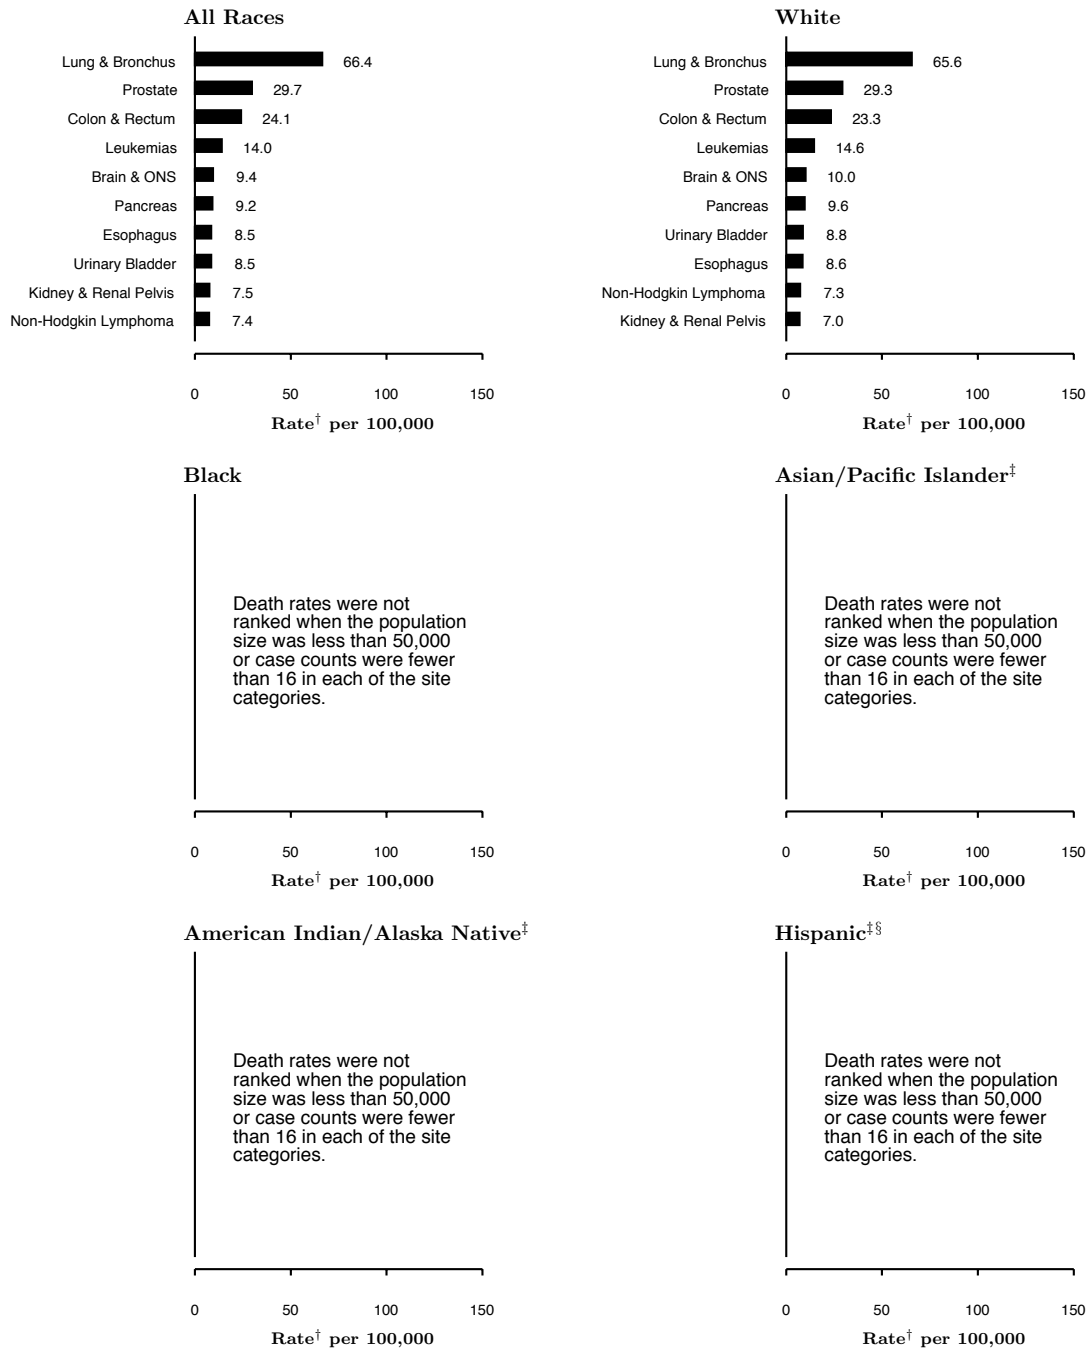 All Races
Lung & Bronchus 66.4
Prostate 29.7
Colon & Rectum 24.1
Leukemias 14.0
Brain & ONS 9.4
Pancreas 9.2
Esophagus 8.5
Urinary Bladder 8.5
Kidney & Renal Pelvis 7.5
Non-Hodgkin Lymphoma 7.4
0 50 100 150
Rate† per 100,000
White
Lung & Bronchus 65.6
Prostate 29.3
Colon & Rectum 23.3
Leukemias 14.6
Brain & ONS 10.0
Pancreas 9.6
Urinary Bladder 8.8
Esophagus 8.6
Non-Hodgkin Lymphoma 7.3
Kidney & Renal Pelvis 7.0
0 50 100 150
Rate† per 100,000
Black
Death rates were not
ranked when the population
size was less than 50,000
or case counts were fewer
than 16 in each of the site
categories.
0 50 100 150
Rate† per 100,000
Asian/Pacific Islander‡
Death rates were not
ranked when the population
size was less than 50,000
or case counts were fewer
than 16 in each of the site
categories.
0 50 100 150
Rate† per 100,000
American Indian/Alaska Native‡
Death rates were not
ranked when the population
size was less than 50,000
or case counts were fewer
than 16 in each of the site
categories.
0 50 100 150
Rate† per 100,000
Hispanic‡§
Death rates were not
ranked when the population
size was less than 50,000
or case counts were fewer
than 16 in each of the site
categories.
0 50 100 150
Rate† per 100,000